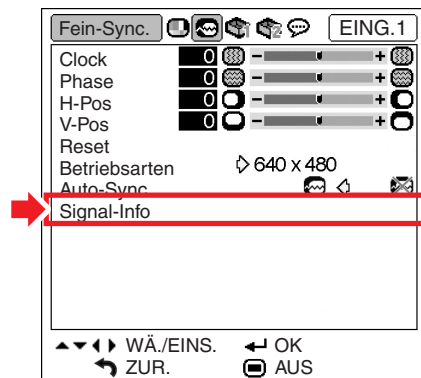 Fein-Sync. EING.1
Clock 0 - +
Phase 0 - +
H-Pos 0 - +
V-Pos 0 - +
Reset
Betriebsarten 640 x 480
Auto-Sync
Signal-Info
WÄ./EINS. OK
ZUR. AUS